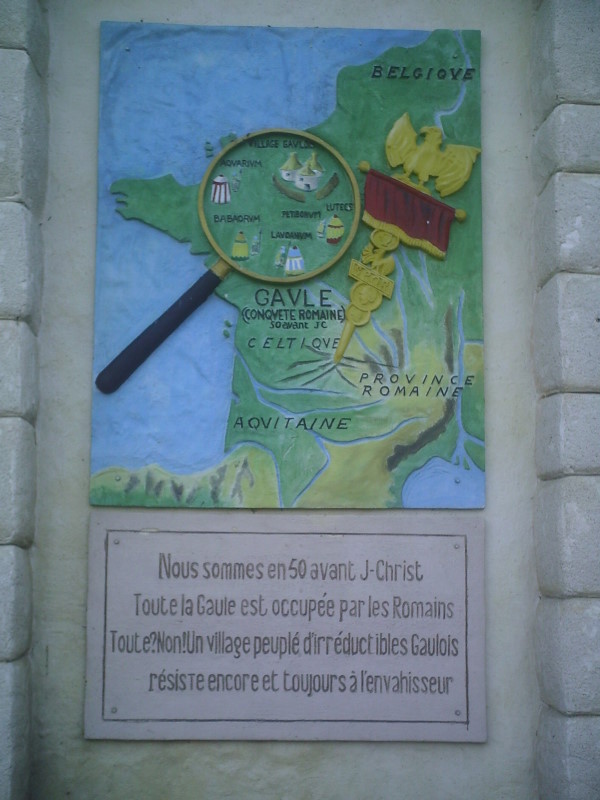 BELGIQVE
VILLAGE GAVLOIS
AQVARIVM
LVTECE
BABAORVM
PETIBONVM
LAVDANVM
GAVLE
(CONQVETE ROMAINE)
50 avant JC
CELTIQVE
PROVINCE
ROMAINE
AQVITAINE
Nous sommes en 50 avant J-Christ
Toute la Gaule est occupée par les Romains
Toute?Non!Un village peuplé d'irréductibles Gaulois
résiste encore et toujours à l'envahisseur